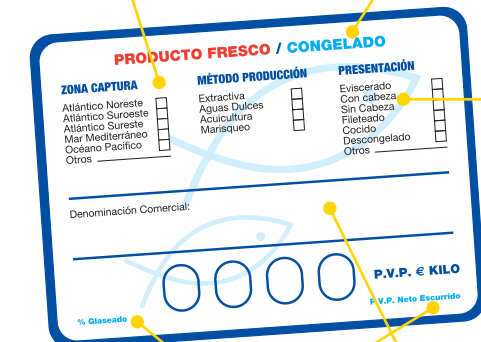 PRODUCTO FRESCO / CONGELADO
ZONA CAPTURA
Atlántico Noreste
Atlántico Suroeste
Atlántico Sureste
Mar Mediterráneo
Océano Pacífico
Otros
MÉTODO PRODUCCIÓN
Extractiva
Aguas Dulces
Acuicultura
Marisqueo
PRESENTACIÓN
Eviscerado
Con cabeza
Sin Cabeza
Fileteado
Cocido
Descongelado
Otros
Denominación Comercial:
P.V.P. € KILO
% Glaseado
P.V.P. Neto Escurrido